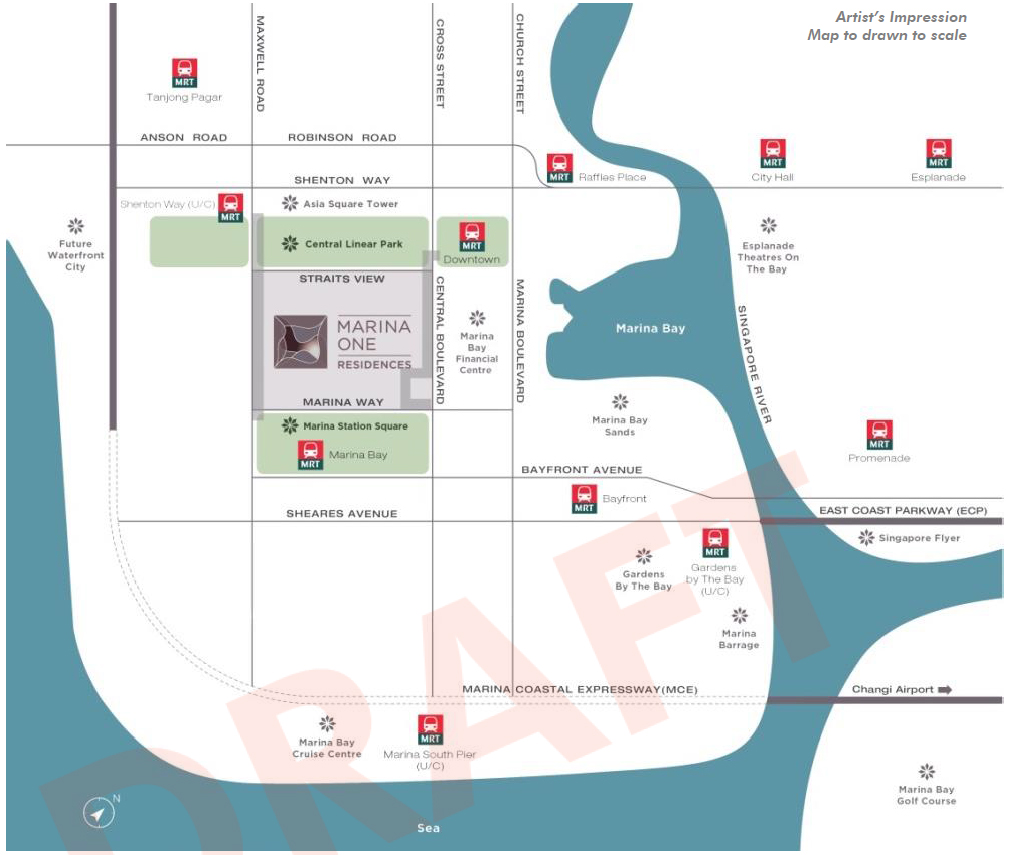 Artist's Impression
Map to drawn to scale
MAXWELL ROAD
CROSS STREET
CHURCH STREET
MRT
Tanjong Pagar
ANSON ROAD
ROBINSON ROAD
MRT
Raffles Place
MRT
City Hall
MRT
Esplanade
SHENTON WAY
Shenton Way (U/C)
MRT
Asia Square Tower
Future
Waterfront
City
Central Linear Park
MRT
Downtown
Esplanade
Theatres On
The Bay
STRAITS VIEW
CENTRAL BOULEVARD
MARINA BOULEVARD
SINGAPORE RIVER
MARINA
ONE
RESIDENCES
Marina
Bay
Financial
Centre
Marina Bay
MARINA WAY
Marina Station Square
MRT
Marina Bay
Marina Bay
Sands
MRT
Promenade
BAYFRONT AVENUE
MRT
Bayfront
SHEARES AVENUE
EAST COAST PARKWAY (ECP)
Singapore Flyer
MRT
Gardens
by The Bay
(U/C)
Gardens
By The Bay
Marina
Barrage
MARINA COASTAL EXPRESSWAY(MCE)
Changi Airport
Marina Bay
Cruise Centre
MRT
Marina South Pier
(U/C)
Marina Bay
Golf Course
N
Sea
DRAFT